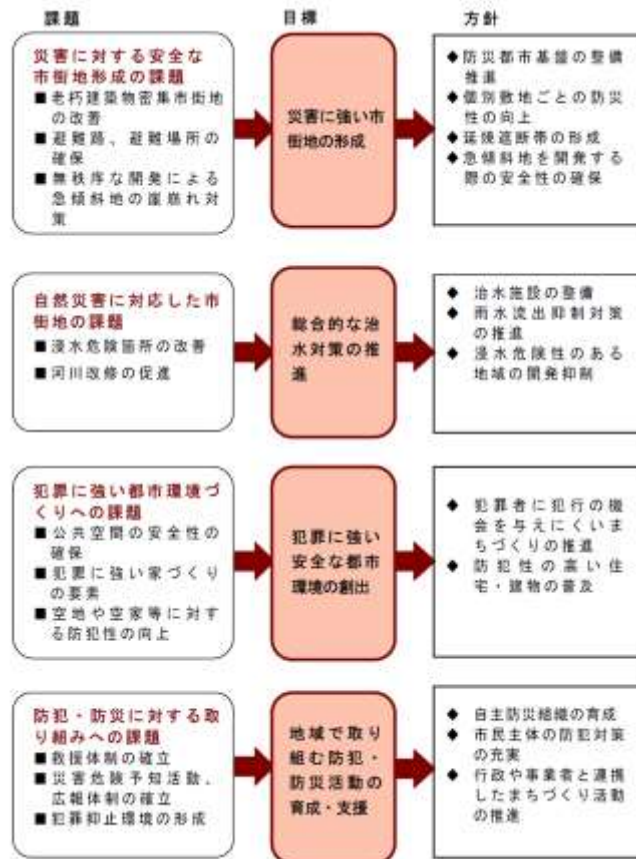 課題
目標
方針
災害に対する安全な
市街地形成の課題
■老朽建築物密集市街地
の改善
■避難路、避難場所の
確保
■無秩序な開発による
急傾斜地の崖崩れ対
策
災害に強い市
街地の形成
◆防災都市基盤の整備
推進
◆個別敷地ごとの防災
性の向上
◆延焼遮断帯の形成
◆急傾斜地を開発する
際の安全性の確保
自然災害に対応した市
街地の課題
■浸水危険箇所の改善
■河川改修の促進
総合的な治
水対策の推
進
◆ 治水施設の整備
◆ 雨水流出抑制対策
の推進
◆ 浸水危険性のある
地域の開発抑制
犯罪に強い都市環境づ
くりへの課題
■公共空間の安全性の
確保
■犯罪に強い家づくり
の要素
■空地や空家等に対す
る防犯性の向上
犯罪に強い
安全な都市
環境の創出
◆ 犯罪者に犯行の機
会を与えにくいま
ちづくりの推進
◆ 防犯性の高い住
宅・建物の普及
防犯・防災に対する取
り組みへの課題
■救援体制の確立
■災害危険予知活動、
広報体制の確立
■犯罪抑止環境の形成
地域で取り
組む防犯・
防災活動の
育成・支援
◆ 自主防災組織の育成
◆ 市民主体の防犯対策
の充実
◆ 行政や事業者と連携
したまちづくり活動
の推進